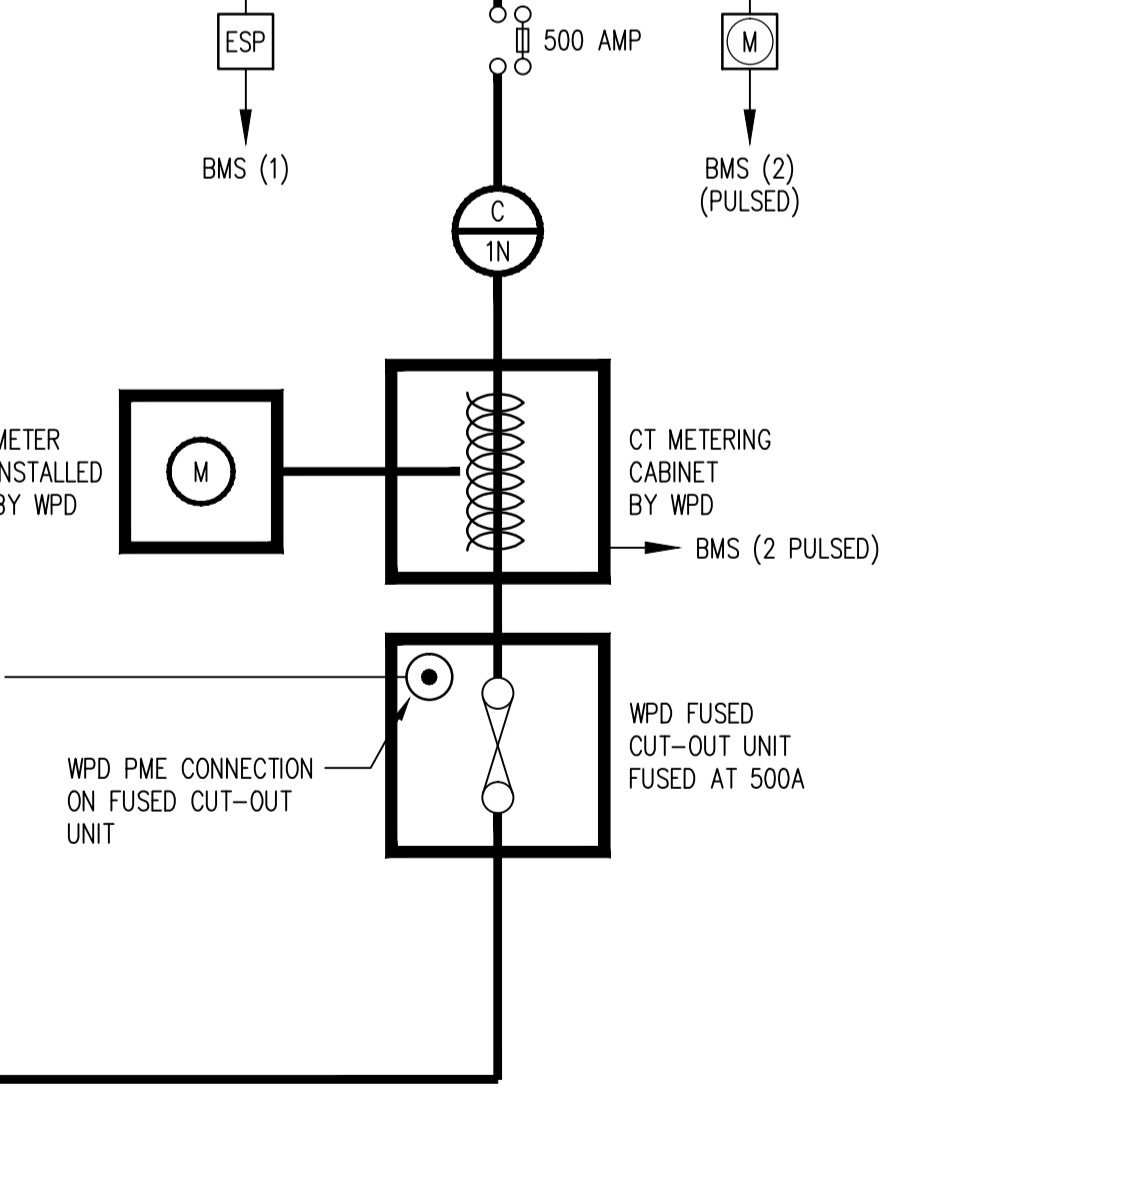 ESP
500 AMP
M
BMS (1)
BMS (2)
(PULSED)
C
1N
METER
INSTALLED
BY WPD
M
CT METERING
CABINET
BY WPD
BMS (2 PULSED)
WPD PME CONNECTION
ON FUSED CUT-OUT
UNIT
WPD FUSED
CUT-OUT UNIT
FUSED AT 500A